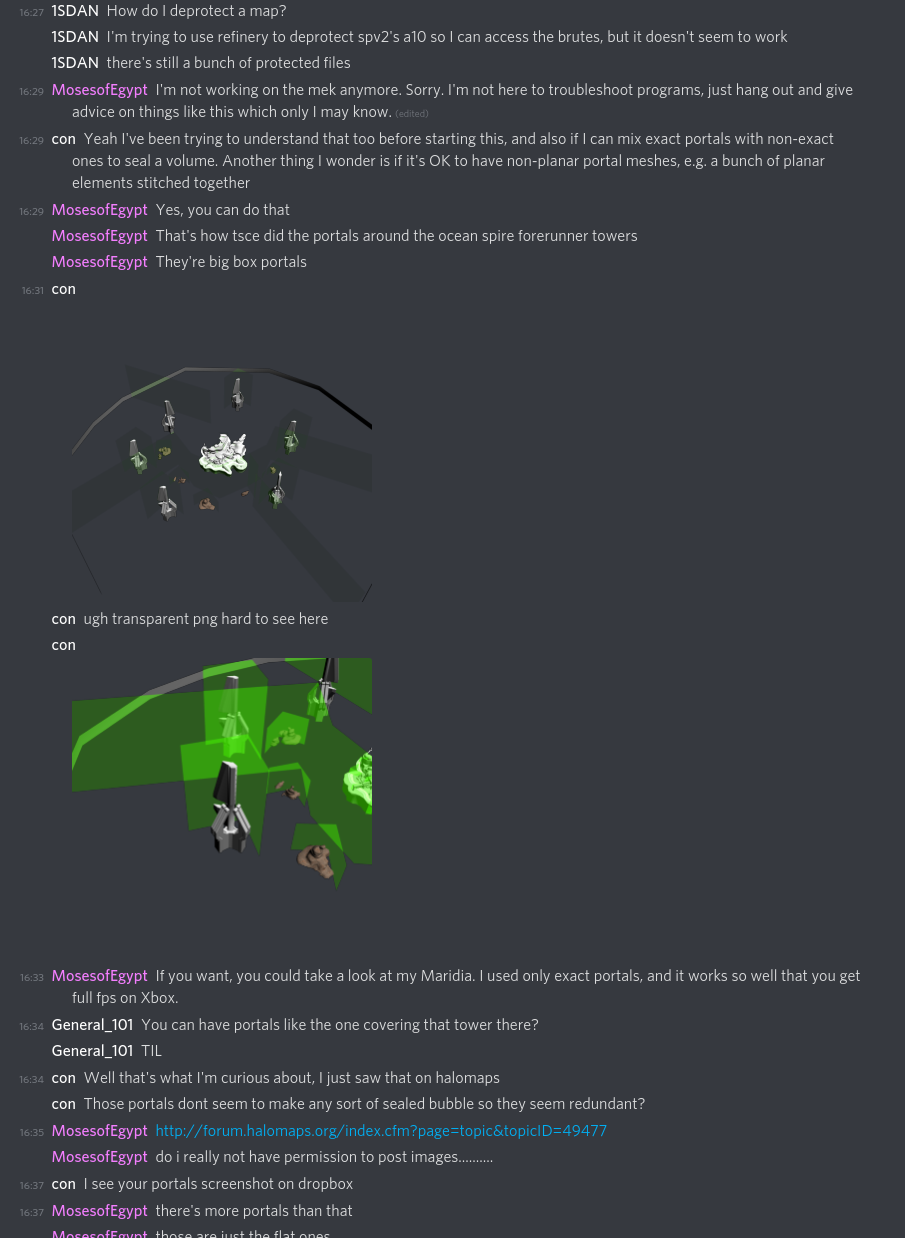 16:27 1SDAN How do I deprotect a map?
1SDAN I'm trying to use refinery to deprotect spv2's a10 so I can access the brutes, but it doesn't seem to work
1SDAN there's still a bunch of protected files
16:29 MosesofEgypt I'm not working on the mek anymore. Sorry. I'm not here to troubleshoot programs, just hang out and give
advice on things like this which only I may know. (edited)
16:29 con Yeah I've been trying to understand that too before starting this, and also if I can mix exact portals with non-exact
ones to seal a volume. Another thing I wonder is if it's OK to have non-planar portal meshes, e.g. a bunch of planar
elements stitched together
16:29 MosesofEgypt Yes, you can do that
MosesofEgypt That's how tsce did the portals around the ocean spire forerunner towers
MosesofEgypt They're big box portals
16:31 con
con ugh transparent png hard to see here
con
16:33 MosesofEgypt If you want, you could take a look at my Maridia. I used only exact portals, and it works so well that you get
full fps on Xbox.
16:34 General_101 You can have portals like the one covering that tower there?
General_101 TIL
16:34 con Well that's what I'm curious about, I just saw that on halomaps
con Those portals dont seem to make any sort of sealed bubble so they seem redundant?
16:35 MosesofEgypt http://forum.halomaps.org/index.cfm?page=topic&topicID=49477
MosesofEgypt do i really not have permission to post images..........
16:37 con I see your portals screenshot on dropbox
16:37 MosesofEgypt there's more portals than that
MosesofEgypt those are just the flat ones